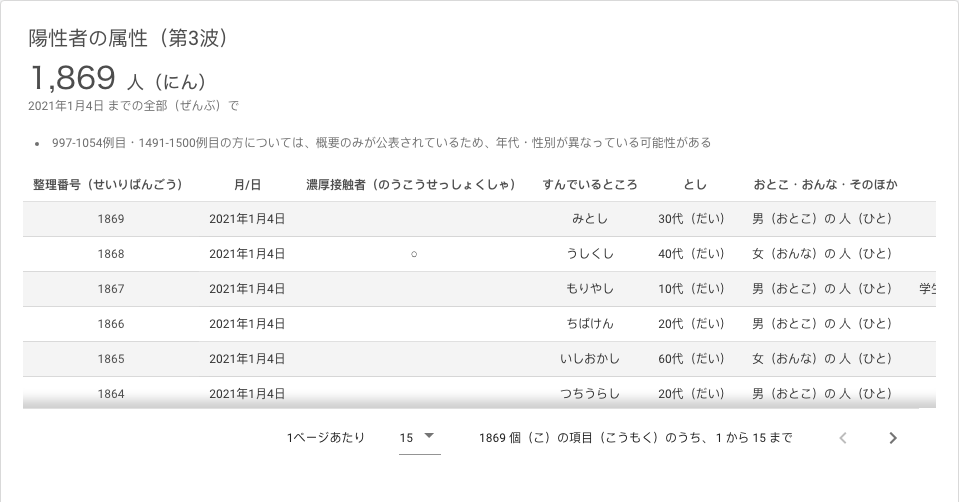 陽性者の属性（第3波）
1,869 人（にん）
2021年1月4日 までの全部（ぜんぶ）で
• 997-1054例目・1491-1500例目の方については、概要のみが公表されているため、年代・性別が異なっている可能性がある
整理番号（せいりばんごう） 月/日 濃厚接触者（のうこうせっしょくしゃ） すんでいるところ とし おとこ・おんな・そのほか
1869 2021年1月4日 みとし 30代（だい） 男（おとこ）の 人（ひと）
1868 2021年1月4日 ○ うしくし 40代（だい） 女（おんな）の 人（ひと）
1867 2021年1月4日 もりやし 10代（だい） 男（おとこ）の 人（ひと） 学生
1866 2021年1月4日 ちばけん 20代（だい） 男（おとこ）の 人（ひと）
1865 2021年1月4日 いしおかし 60代（だい） 女（おんな）の 人（ひと）
1864 2021年1月4日 つちうらし 20代（だい） 男（おとこ）の 人（ひと）
1ページあたり 15 1869 個（こ）の項目（こうもく）のうち、1 から 15 まで